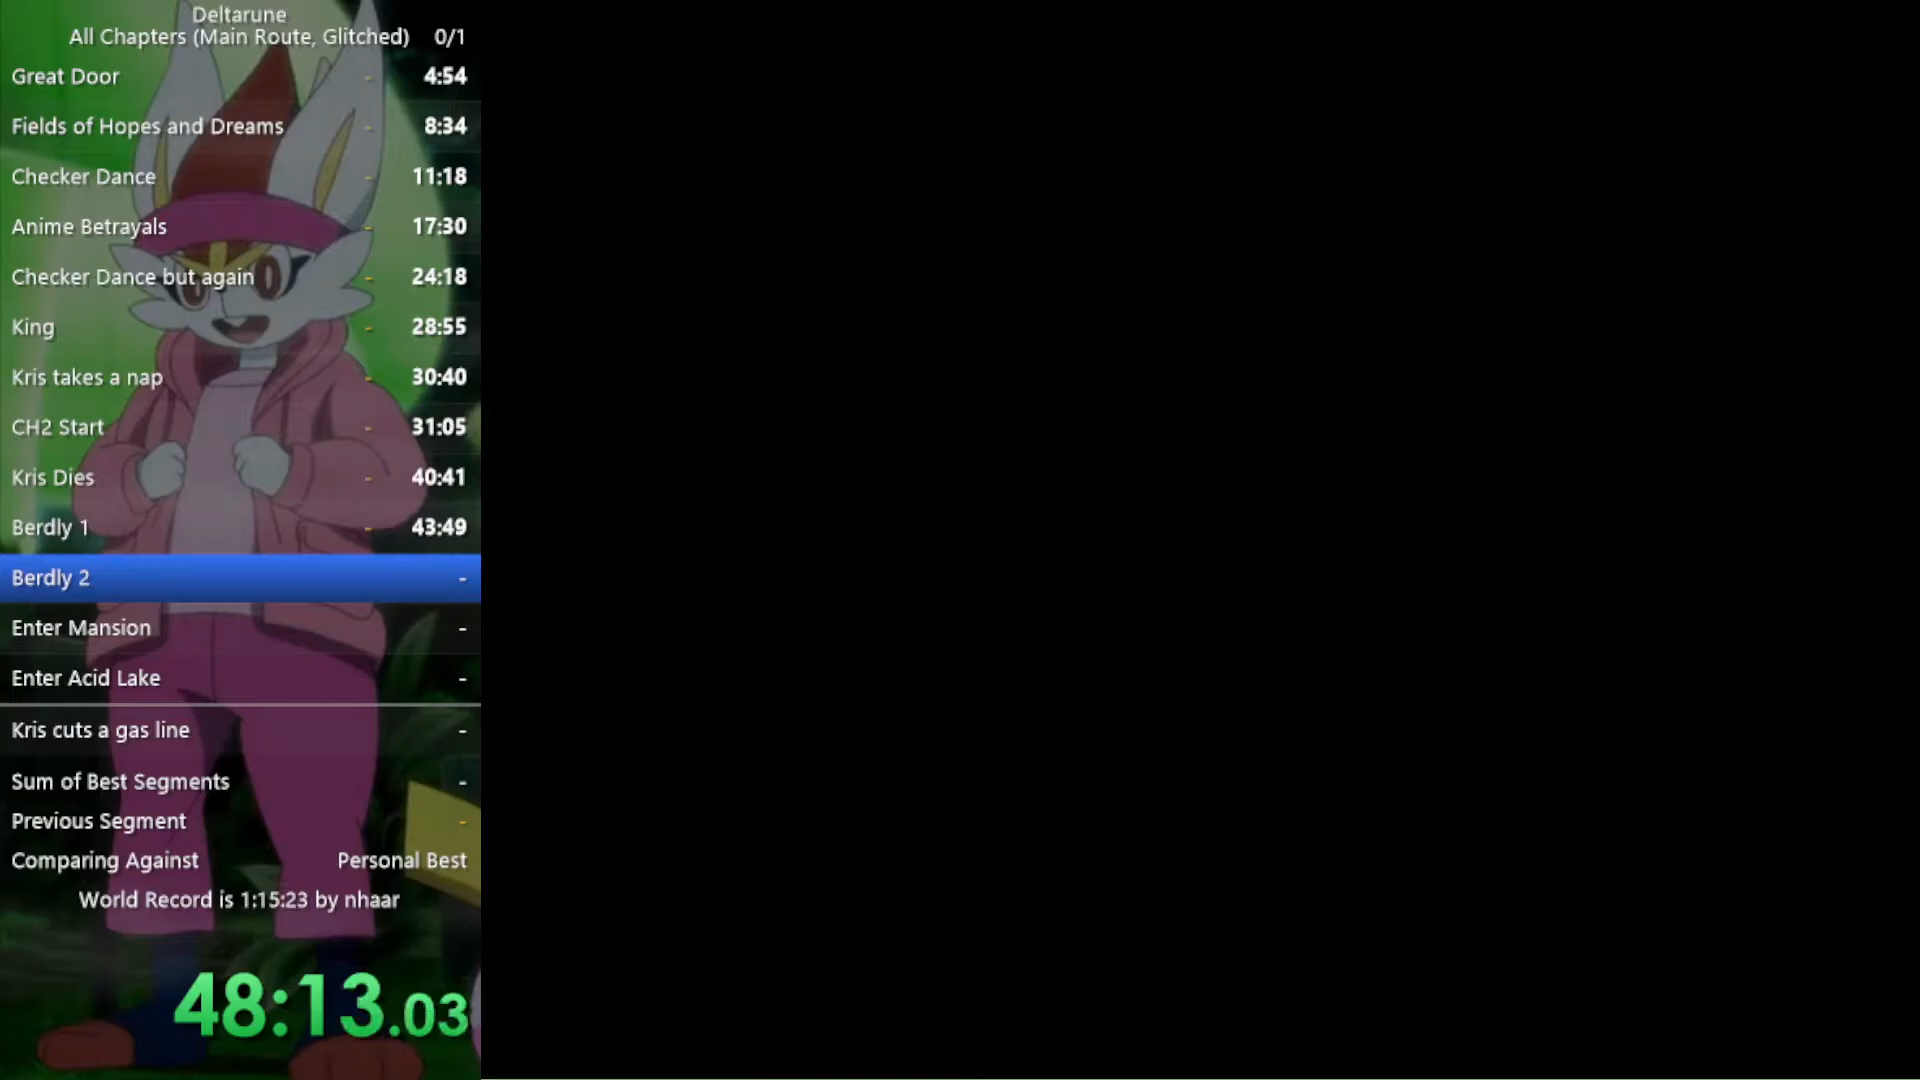 Deltarune
All Chapters (Main Route, Glitched) 0/1
Great Door - 4:54
Fields of Hopes and Dreams - 8:34
Checker Dance - 11:18
Anime Betrayals - 17:30
Checker Dance but again - 24:18
King - 28:55
Kris takes a nap - 30:40
CH2 Start - 31:05
Kris Dies - 40:41
Berdly 1 - 43:49
Berdly 2 -
Enter Mansion -
Enter Acid Lake -
Kris cuts a gas line -
Sum of Best Segments -
Previous Segment -
Comparing Against Personal Best
World Record is 1:15:23 by nhaar
48:13.03